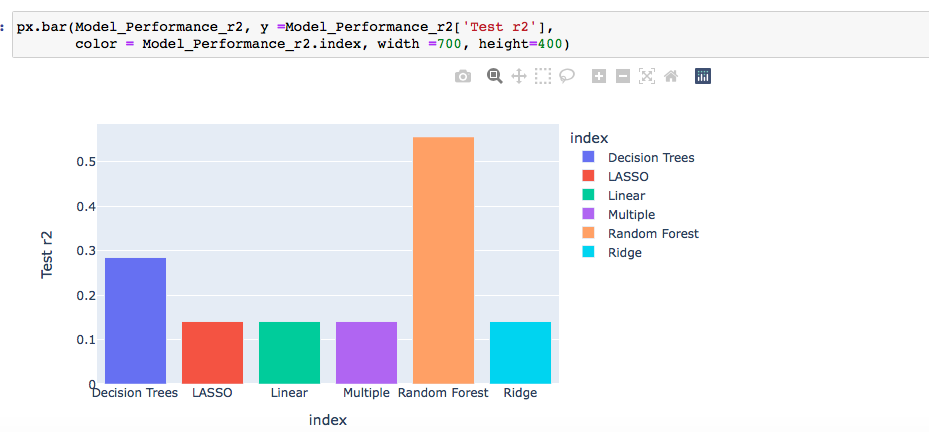 : px.bar(Model_Performance_r2, y =Model_Performance_r2['Test r2'],
color = Model_Performance_r2.index, width =700, height=400)
index
Decision Trees
LASSO
Linear
Multiple
Random Forest
Ridge
Test r2
0.5
0.4
0.3
0.2
0.1
0
Decision Trees LASSO Linear Multiple Random Forest Ridge
index